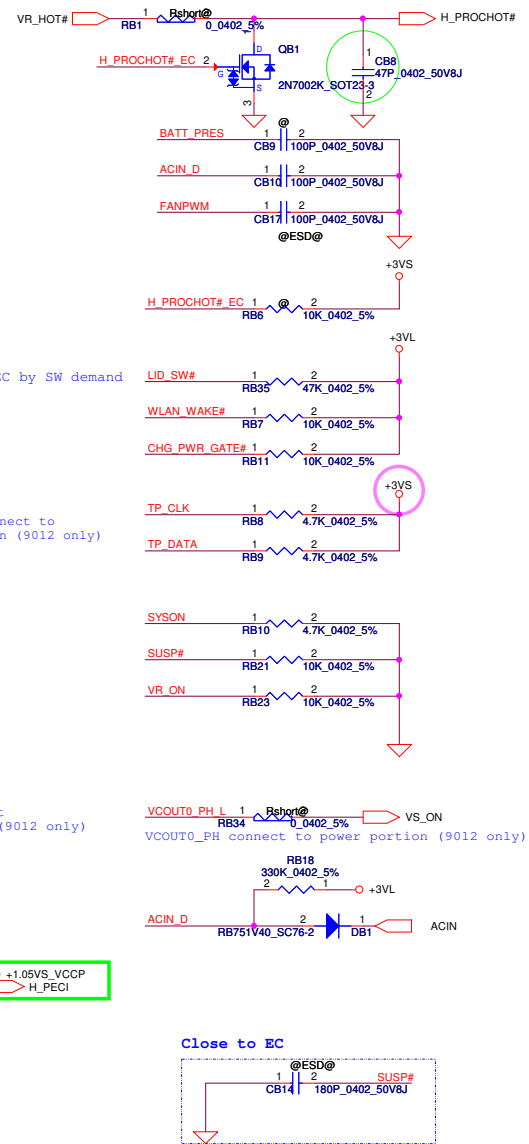 VR_HOT# 1 Rshort@ H_PROCHOT#
RB1 0_0402_5%
1
D QB1
H_PROCHOT#_EC 2 G
S
2N7002K_SOT23-3
3
1
CB8
47P_0402_50V8J
2
BATT_PRES 1 @ 2
CB9 100P_0402_50V8J
ACIN_D 1 2
CB10 100P_0402_50V8J
FANPWM 1 2
CB17 100P_0402_50V8J
@ESD@
+3VS
H_PROCHOT#_EC 1 @ 2
RB6 10K_0402_5%
+3VL
EC by SW demand
LID_SW# 1 2
RB35 47K_0402_5%
WLAN_WAKE# 1 2
RB7 10K_0402_5%
CHG_PWR_GATE# 1 2
RB11 10K_0402_5%
+3VS
nect to
n (9012 only)
TP_CLK 1 2
RB8 4.7K_0402_5%
TP_DATA 1 2
RB9 4.7K_0402_5%
SYSON 1 2
RB10 4.7K_0402_5%
SUSP# 1 2
RB21 10K_0402_5%
VR_ON 1 2
RB23 10K_0402_5%
t
(9012 only)
VCOUT0_PH_L 1 Rshort@ VS_ON
RB34 0_0402_5%
VCOUT0_PH connect to power portion (9012 only)
RB18
330K_0402_5%
2 1 +3VL
ACIN_D 2 1 ACIN
RB751V40_SC76-2 DB1
+1.05VS_VCCP
H_PECI
Close to EC
@ESD@
1 2 SUSP#
CB14 180P_0402_50V8J